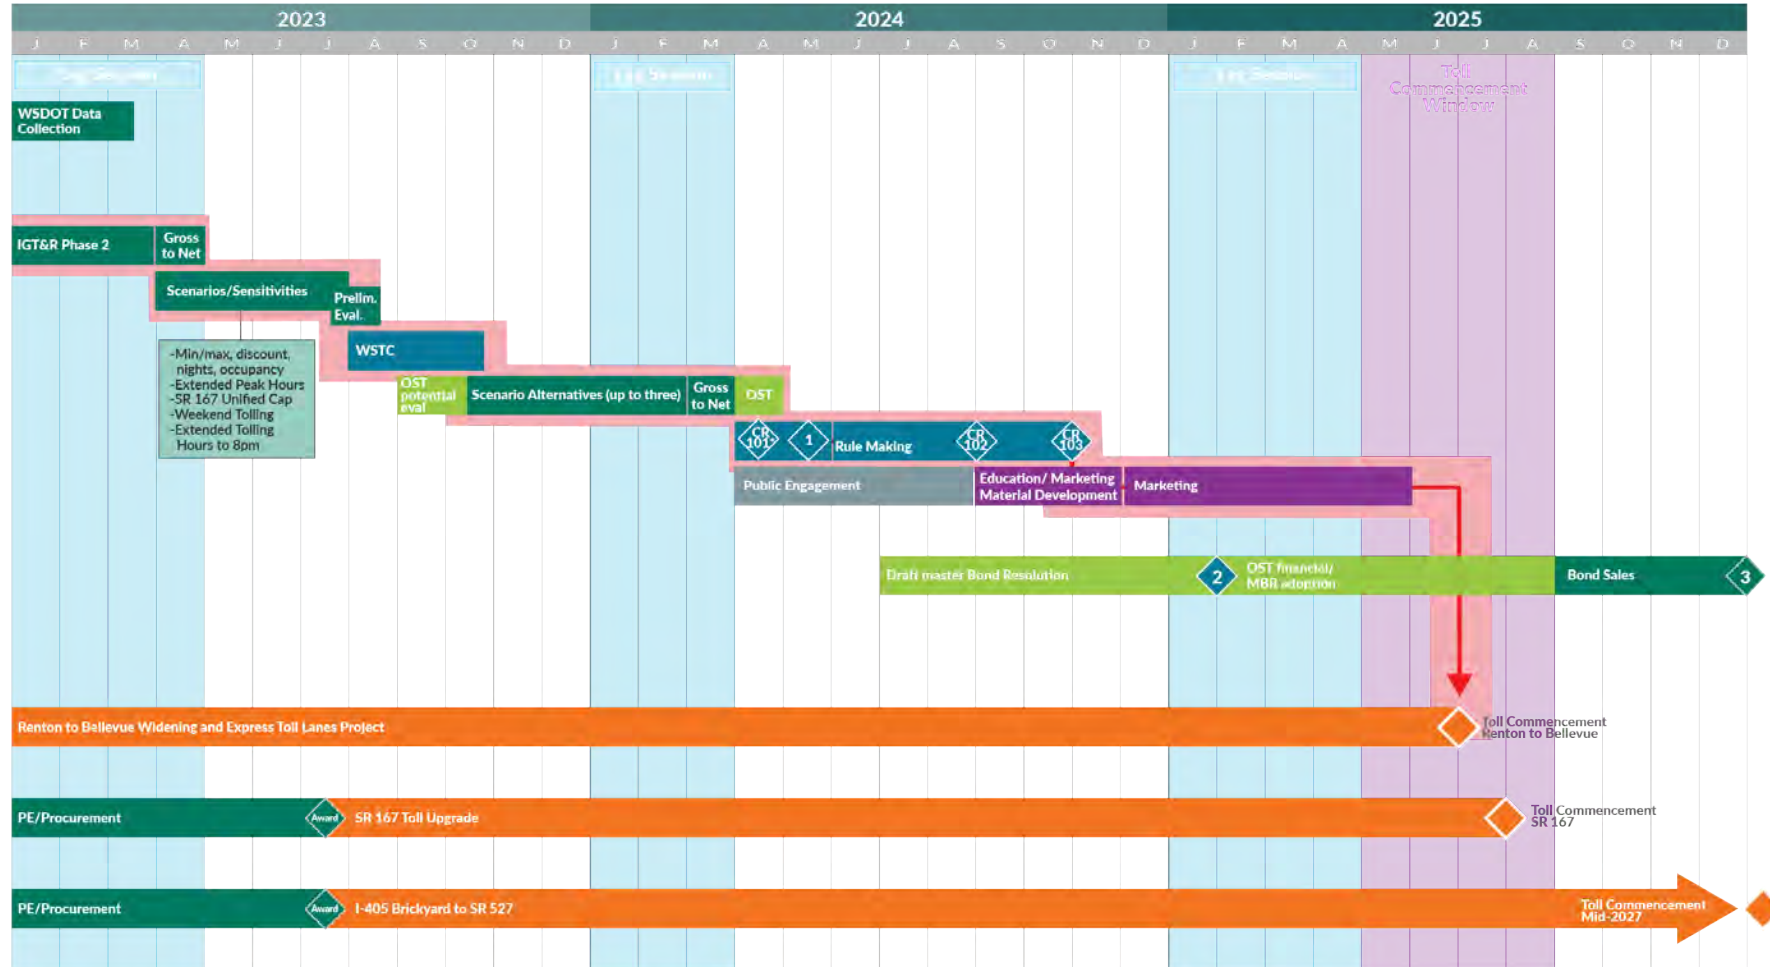 2023
2024
2025
J F M A M J J A S O N D J F M A M J J A S O N D J F M A M J J A S O N D
Leg Session
Leg Session
Leg Session
Toll
Commencement
Window
WSDOT Data
Collection
IGT&R Phase 2
Gross
to Net
Scenarios/Sensitivities
Prelim.
Eval.
-Min/max, discount,
nights, occupancy
-Extended Peak Hours
-SR 167 Unified Cap
-Weekend Tolling
-Extended Tolling
Hours to 8pm
WSTC
OST
potential
eval
Scenario Alternatives (up to three)
Gross
to Net
OST
CR
101*
1
Rule Making
CR
102
CR
103
Public Engagement
Education/ Marketing
Material Development
Marketing
Draft master Bond Resolution
2
OST financial/
MBR adoption
Bond Sales
3
Renton to Bellevue Widening and Express Toll Lanes Project
Toll Commencement
Renton to Bellevue
PE/Procurement
Award
SR 167 Toll Upgrade
Toll Commencement
SR 167
PE/Procurement
Award
I-405 Brickyard to SR 527
Toll Commencement
Mid-2027